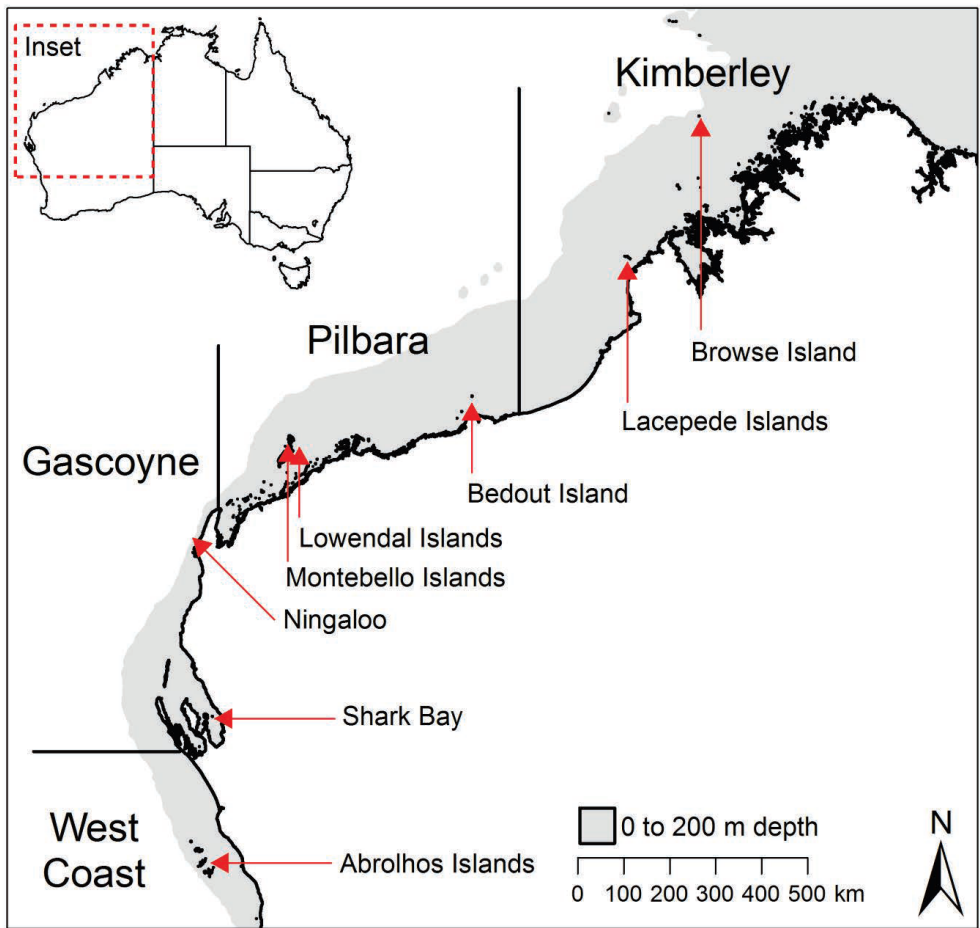 Inset
Kimberley
Pilbara
Browse Island
Lacepede Islands
Gascoyne
Bedout Island
Lowendal Islands
Montebello Islands
Ningaloo
Shark Bay
West
Coast
Abrolhos Islands
0 to 200 m depth
N
0 100 200 300 400 500 km